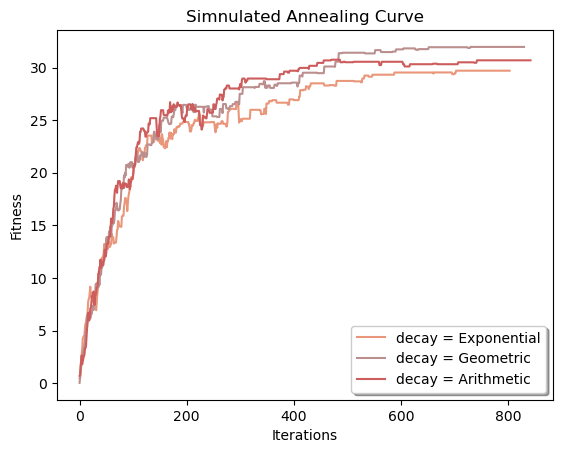 Simnulated Annealing Curve
Fitness
30
25
20
15
10
5
0
decay = Exponential
decay = Geometric
decay = Arithmetic
0 200 400 600 800
Iterations